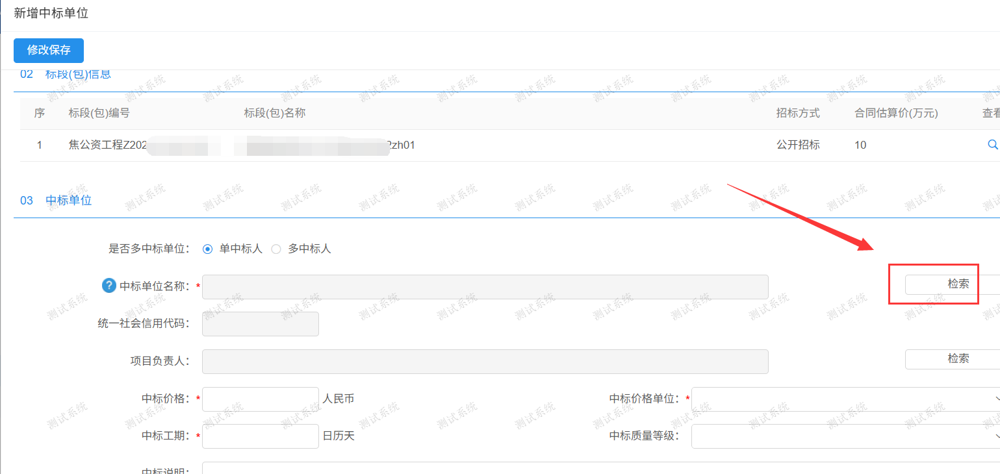 新增中标单位
修改保存
02 标段(包)信息
序 标段(包)编号 标段(包)名称 招标方式 合同估算价(万元) 查看
1 焦公资工程Z202 zh01 公开招标 10
03 中标单位
是否多中标单位： 单中标人 多中标人
? 中标单位名称：* 检索
统一社会信用代码：
项目负责人： 检索
中标价格：* 人民币 中标价格单位：*
中标工期：* 日历天 中标质量等级：
中标说明：
测试系统